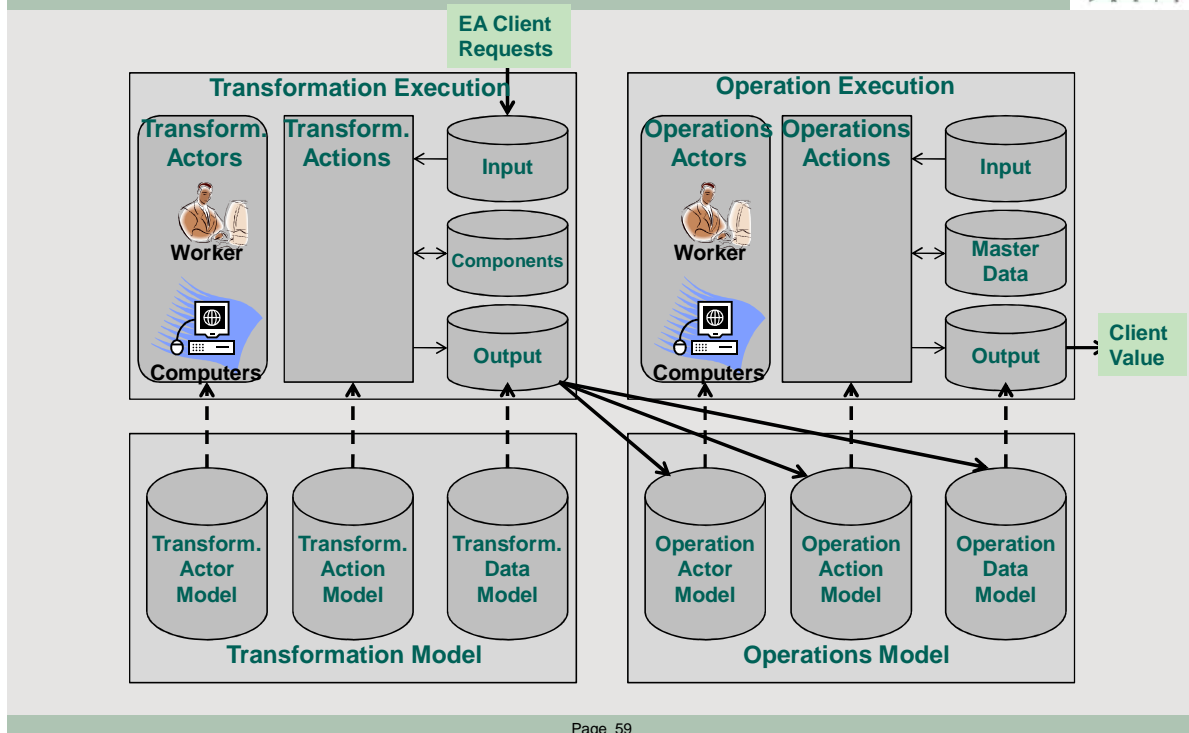 EA Client
Requests
Transformation Execution
Transform.
Actors
Worker
Computers
Transform.
Actions
Input
Components
Output
Operation Execution
Operations
Actors
Worker
Computers
Operations
Actions
Input
Master
Data
Output
Client
Value
Transform.
Actor
Model
Transform.
Action
Model
Transform.
Data
Model
Transformation Model
Operation
Actor
Model
Operation
Action
Model
Operation
Data
Model
Operations Model
Page 59